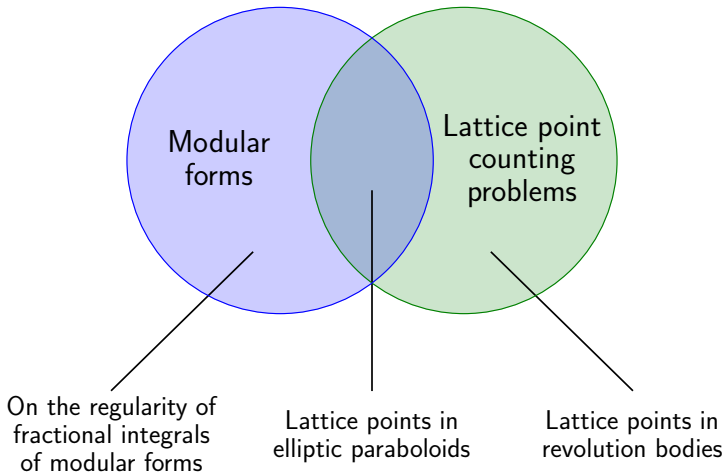 Modular
forms
Lattice point
counting
problems
On the regularity of
fractional integrals
of modular forms
Lattice points in
elliptic paraboloids
Lattice points in
revolution bodies